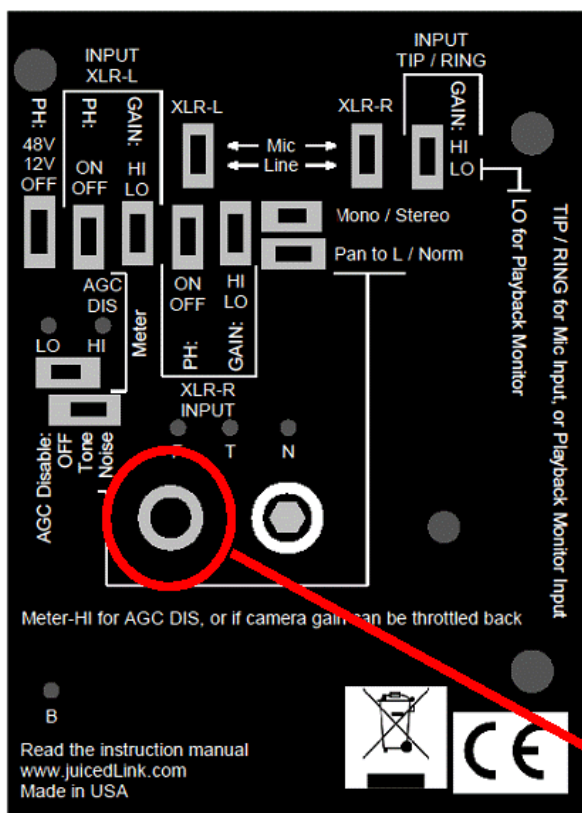 INPUT
XLR-L
INPUT
TIP / RING
PH:
48V
12V
OFF
PH:
ON
OFF
GAIN:
HI
LO
XLR-L
Mic
Line
XLR-R
GAIN:
HI
LO
Mono / Stereo
Pan to L / Norm
LO for Playback Monitor
TIP / RING for Mic Input, or Playback Monitor Input
AGC
DIS
LO
HI
Meter
ON
OFF
PH:
HI
LO
GAIN:
XLR-R
INPUT
AGC Disable:
OFF
Tone
Noise
T
N
Meter-HI for AGC DIS, or if camera gain can be throttled back
B
Read the instruction manual
www.juicedLink.com
Made in USA
CE